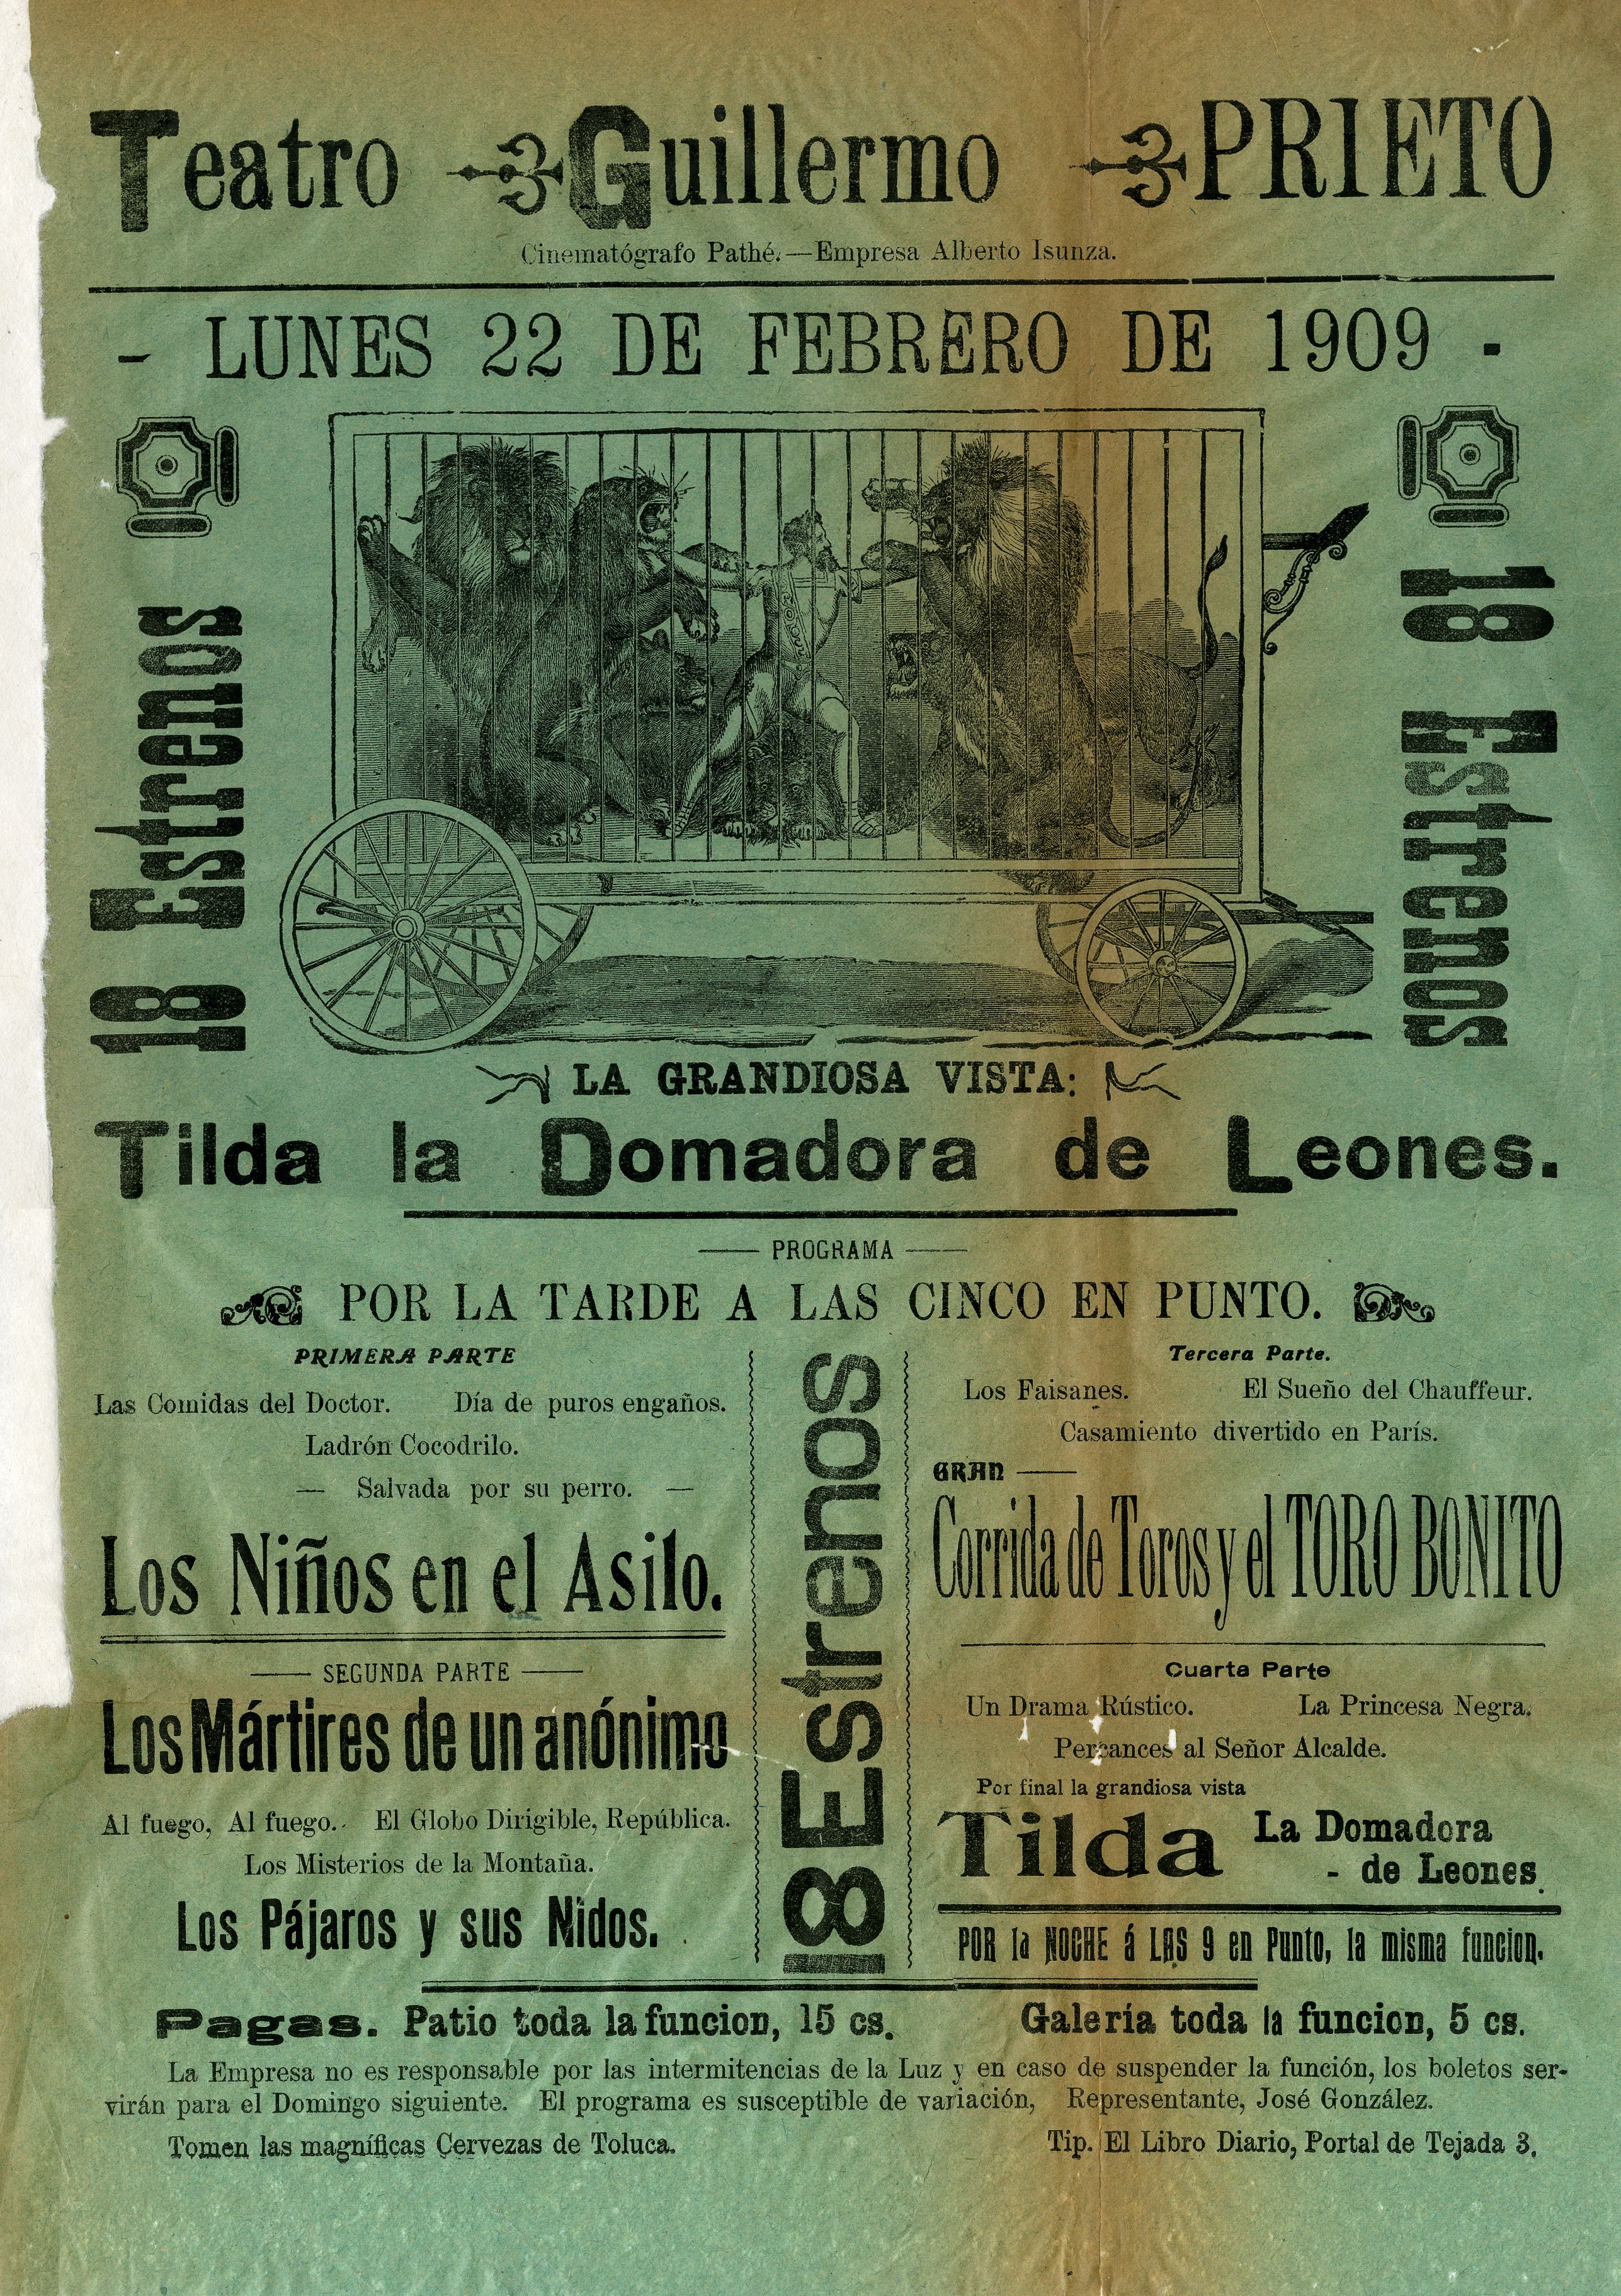 Teatro Guillermo PRIETO
Cinematógrafo Pathé.—Empresa Alberto Isunza.
- LUNES 22 DE FEBRERO DE 1909 -
18 Estrenos
18 Estrenos
LA GRANDIOSA VISTA:
Tilda la Domadora de Leones.
PROGRAMA
POR LA TARDE A LAS CINCO EN PUNTO.
PRIMERA PARTE
Las Comidas del Doctor. Día de puros engaños.
Ladrón Cocodrilo.
— Salvada por su perro. —
Los Niños en el Asilo.
SEGUNDA PARTE
Los Mártires de un anónimo
Al fuego, Al fuego.. El Globo Dirigible, República.
Los Misterios de la Montaña.
Los Pájaros y sus Nidos.
18 Estrenos
Tercera Parte.
Los Faisanes. El Sueño del Chauffeur.
Casamiento divertido en París.
GRAN
Corrida de Toros y el TORO BONITO
Cuarta Parte
Un Drama Rústico. La Princesa Negra.
Percances al Señor Alcalde.
Por final la grandiosa vista
Tilda La Domadora
- de Leones.
POR la NOCHE á LAS 9 en Punto, la misma funcion.
Pagas. Patio toda la funcion, 15 cs. Galería toda la funcion, 5 cs.
La Empresa no es responsable por las intermitencias de la Luz y en caso de suspender la función, los boletos ser-
virán para el Domingo siguiente. El programa es susceptible de variación, Representante, José González.
Tomen las magníficas Cervezas de Toluca. Tip. El Libro Diario, Portal de Tejada 3.